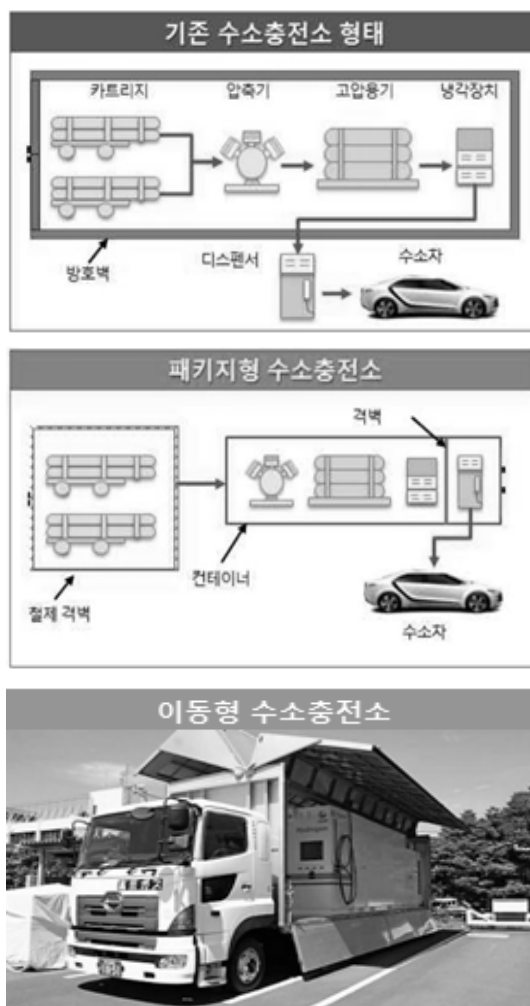 기존 수소충전소 형태
카트리지 압축기 고압용기 냉각장치
방호벽 디스펜서 수소자
패키지형 수소충전소
격벽
컨테이너
철제 격벽
수소자
이동형 수소충전소